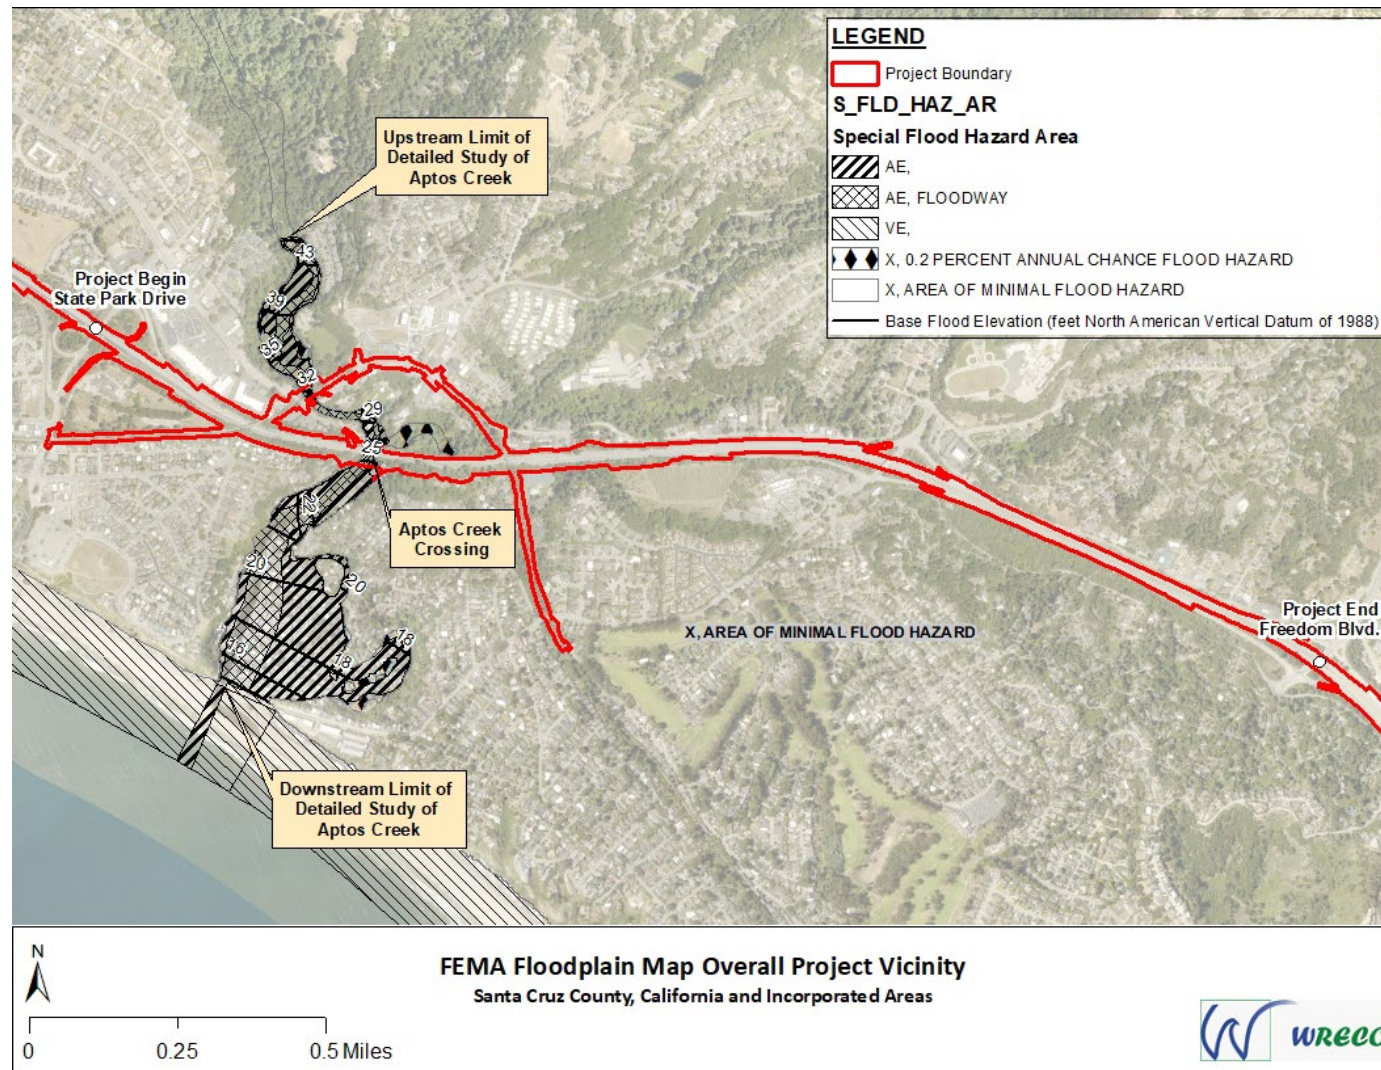 LEGEND
Project Boundary
S_FLD_HAZ_AR
Special Flood Hazard Area
AE,
AE, FLOODWAY
VE,
X, 0.2 PERCENT ANNUAL CHANCE FLOOD HAZARD
X, AREA OF MINIMAL FLOOD HAZARD
Base Flood Elevation (feet North American Vertical Datum of 1988)
Upstream Limit of
Detailed Study of
Aptos Creek
43
Project Begin
State Park Drive
39
35
32
29
25
23
Aptos Creek
Crossing
20
20
Project End
Freedom Blvd.
X, AREA OF MINIMAL FLOOD HAZARD
18
16
18
Downstream Limit of
Detailed Study of
Aptos Creek
N
FEMA Floodplain Map Overall Project Vicinity
Santa Cruz County, California and Incorporated Areas
0
0.25
0.5 Miles
W WRECO